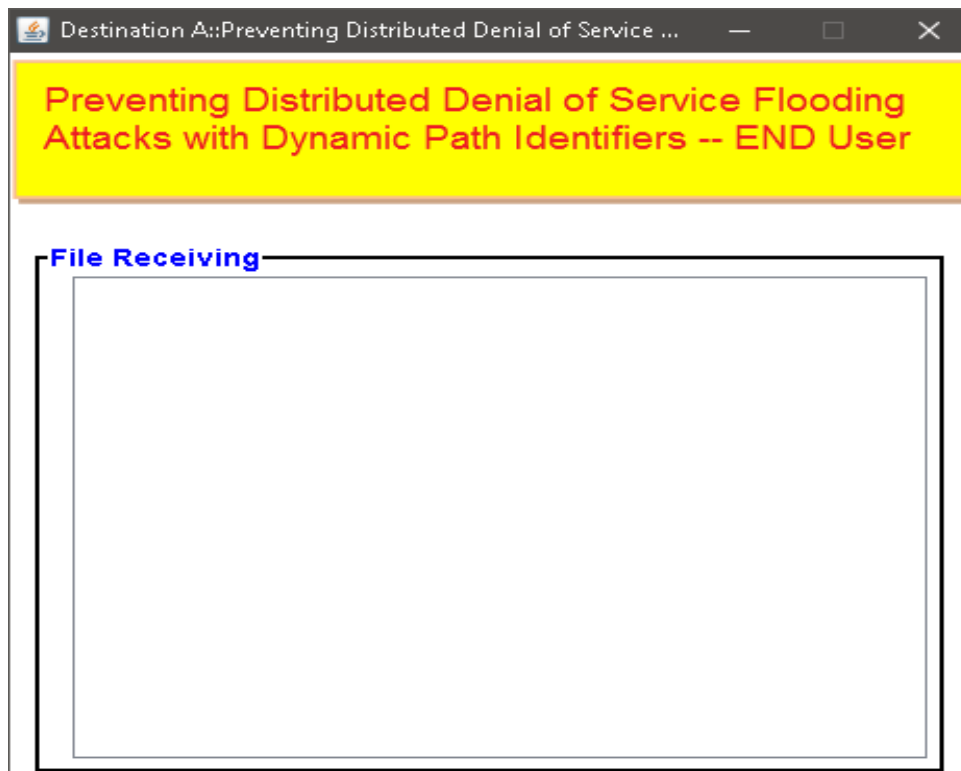 Destination A::Preventing Distributed Denial of Service ...
Preventing Distributed Denial of Service Flooding
Attacks with Dynamic Path Identifiers -- END User
File Receiving